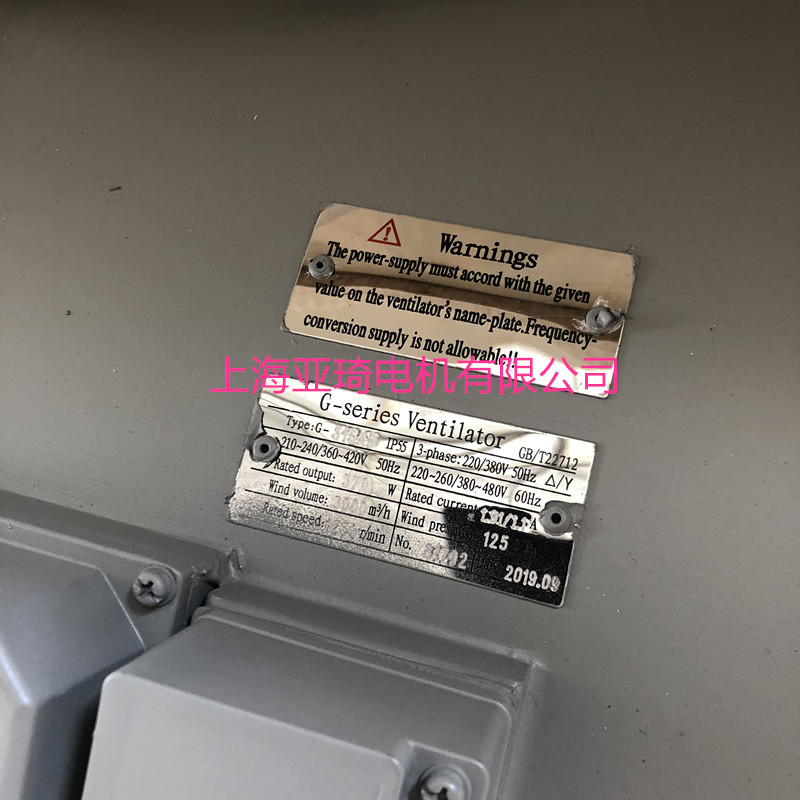 Warnings
The power-supply must accord with the given
value on the ventilator's name-plate.Frequency-
conversion supply is not allowable!!
上海亚琦电机有限公司
G-series Ventilator GB/T22712
Type:G- IP55 3-phase: 220/380V 50Hz △/Y
210~240/360~420V 50Hz 220~260/380~480V 60Hz
Rated output: W Rated current A
Wind volume: m³/h Wind pre 125
Rated speed: r/min No. 2019.09